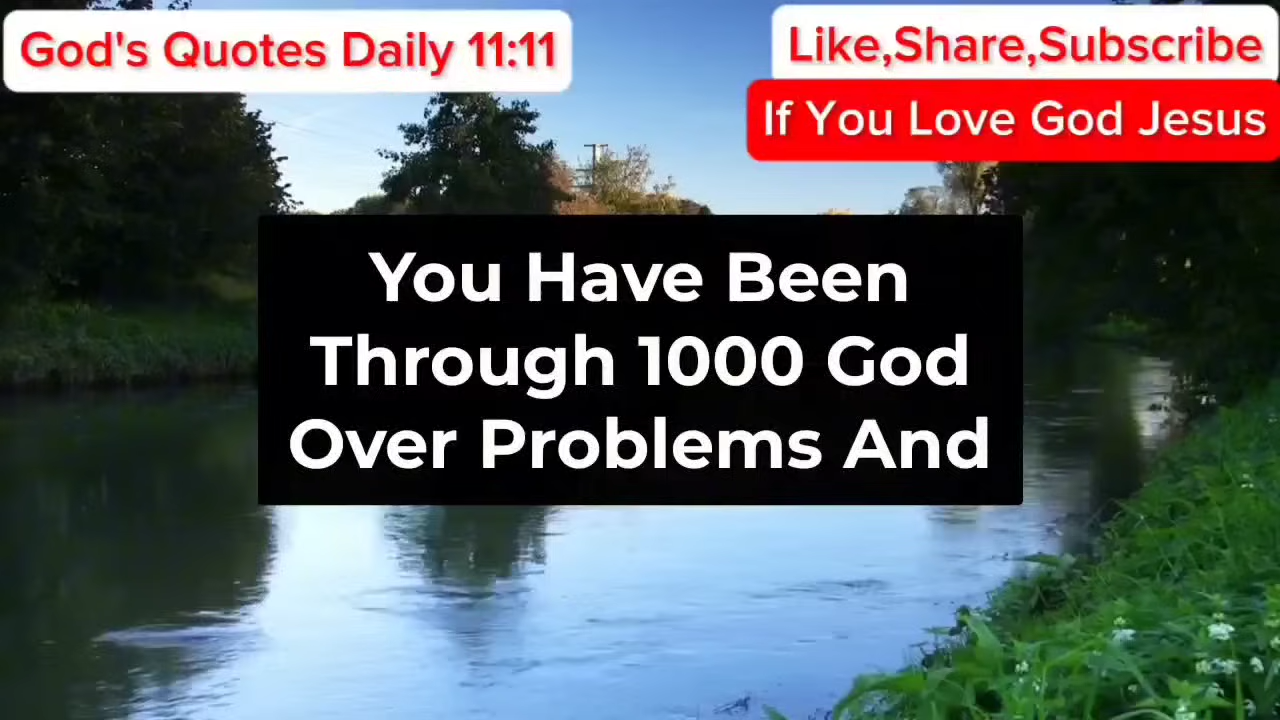 God's Quotes Daily 11:11
Like,Share,Subscribe
If You Love God Jesus
You Have Been
Through 1000 God
Over Problems And